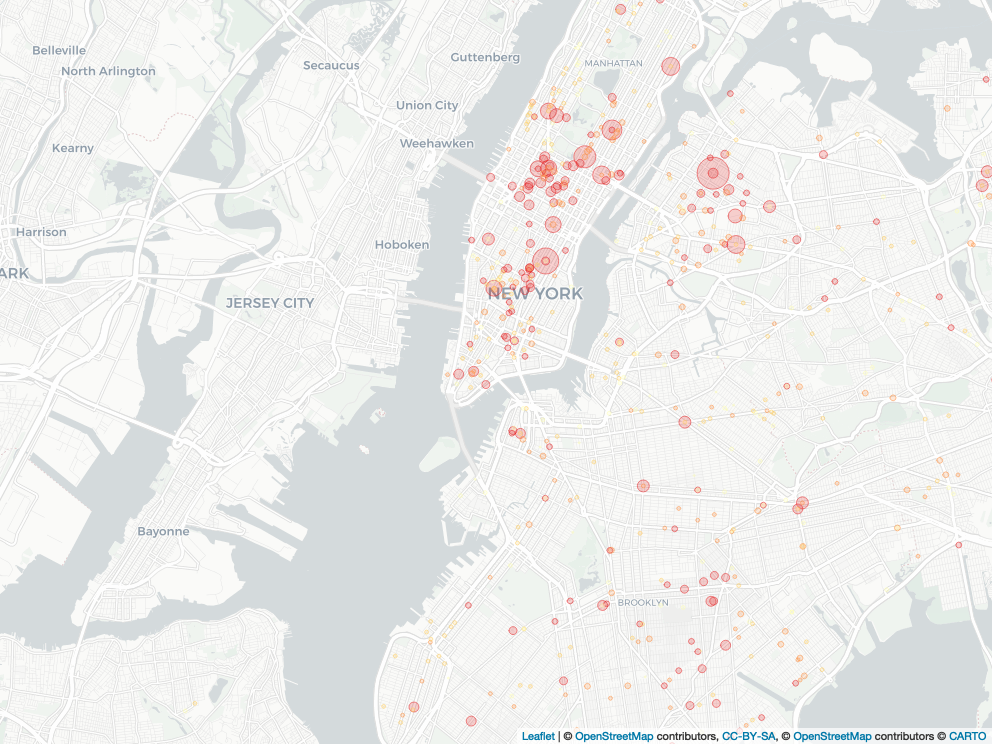 Belleville
North Arlington
Secaucus
Guttenberg
MANHATTAN
Union City
Kearny
Weehawken
Harrison
Hoboken
ARK
NEW YORK
JERSEY CITY
Bayonne
BROOKLYN
Leaflet | © OpenStreetMap contributors, CC-BY-SA, © OpenStreetMap contributors © CARTO